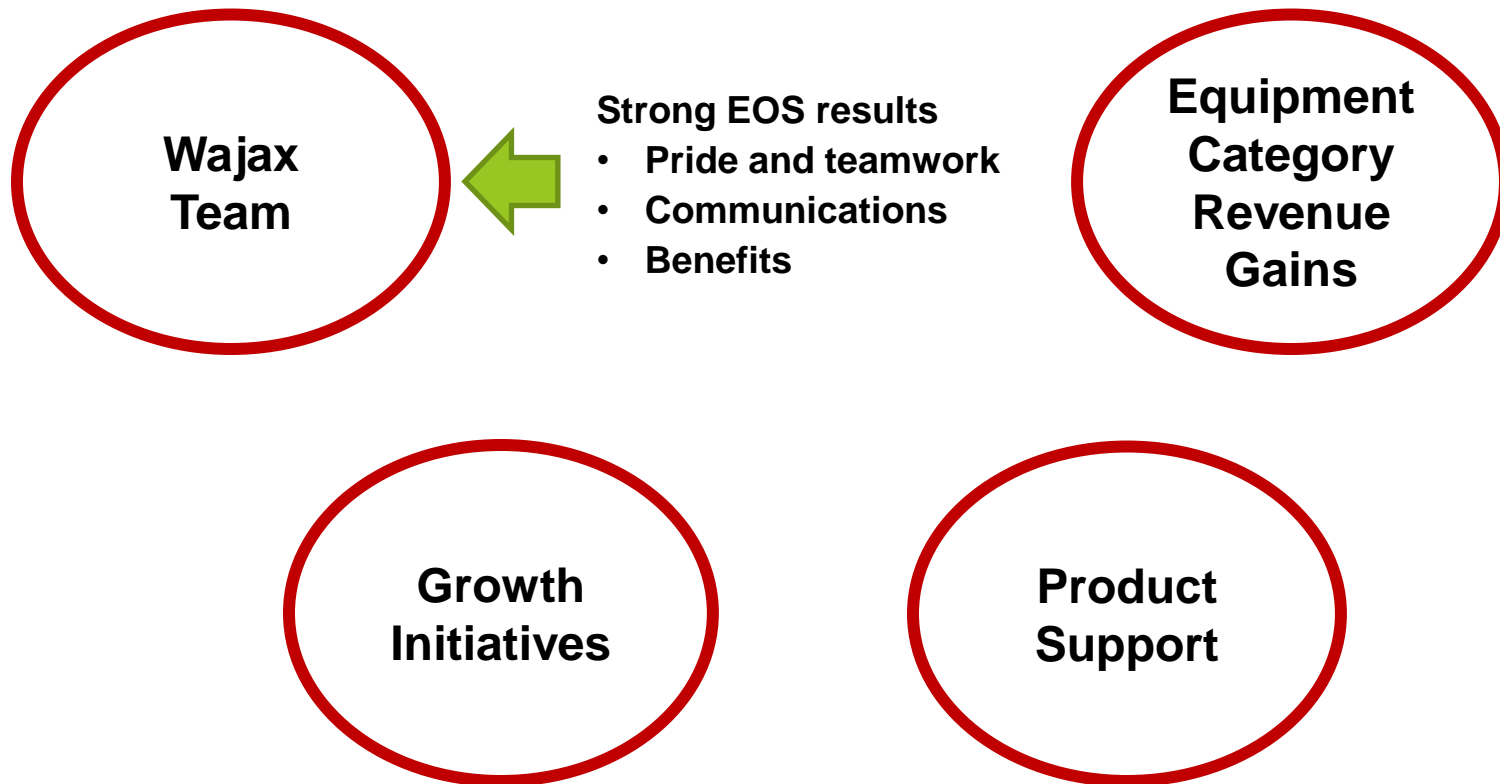 Wajax
Team
Strong EOS results
• Pride and teamwork
• Communications
• Benefits
Equipment
Category
Revenue
Gains
Growth
Initiatives
Product
Support